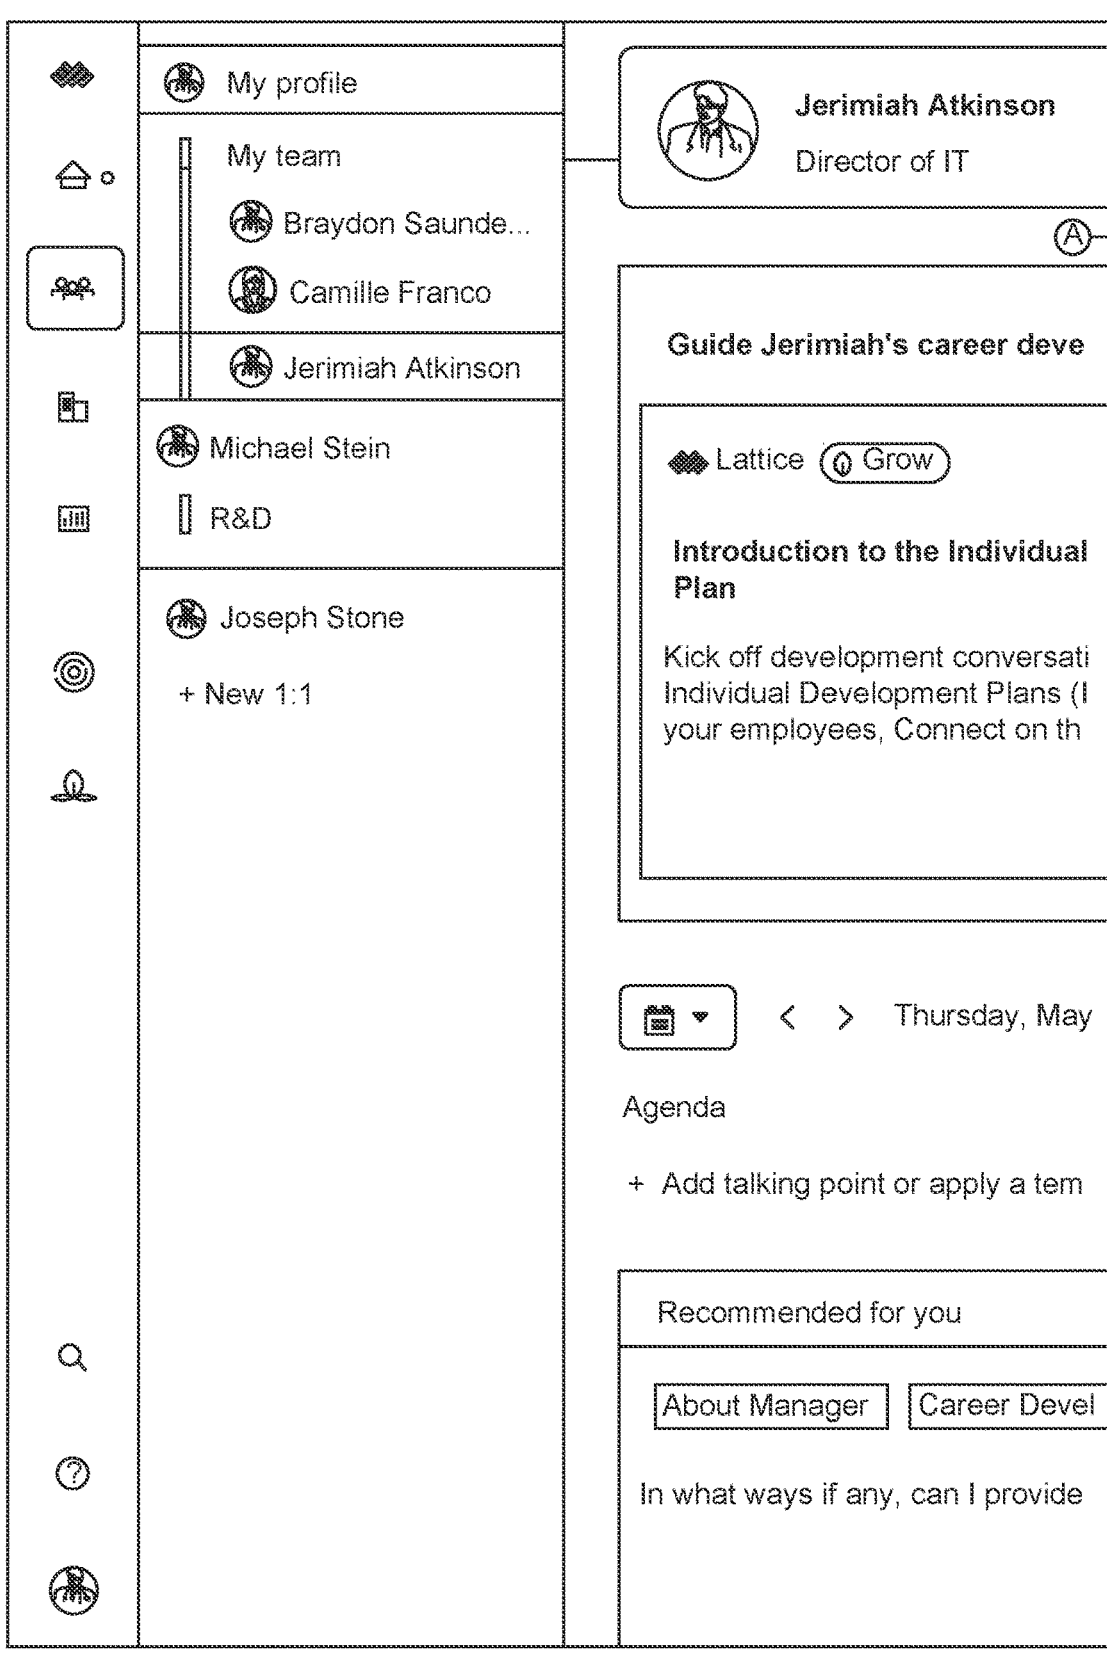 My profile
My team
Braydon Saunde...
Camille Franco
Jerimiah Atkinson
Michael Stein
R&D
Joseph Stone
+ New 1:1
Jerimiah Atkinson
Director of IT
A
Guide Jerimiah's career deve
Lattice Grow
Introduction to the Individual
Plan
Kick off development conversati
Individual Development Plans (I
your employees, Connect on th
< > Thursday, May
Agenda
+ Add talking point or apply a tem
Recommended for you
About Manager Career Devel
In what ways if any, can I provide